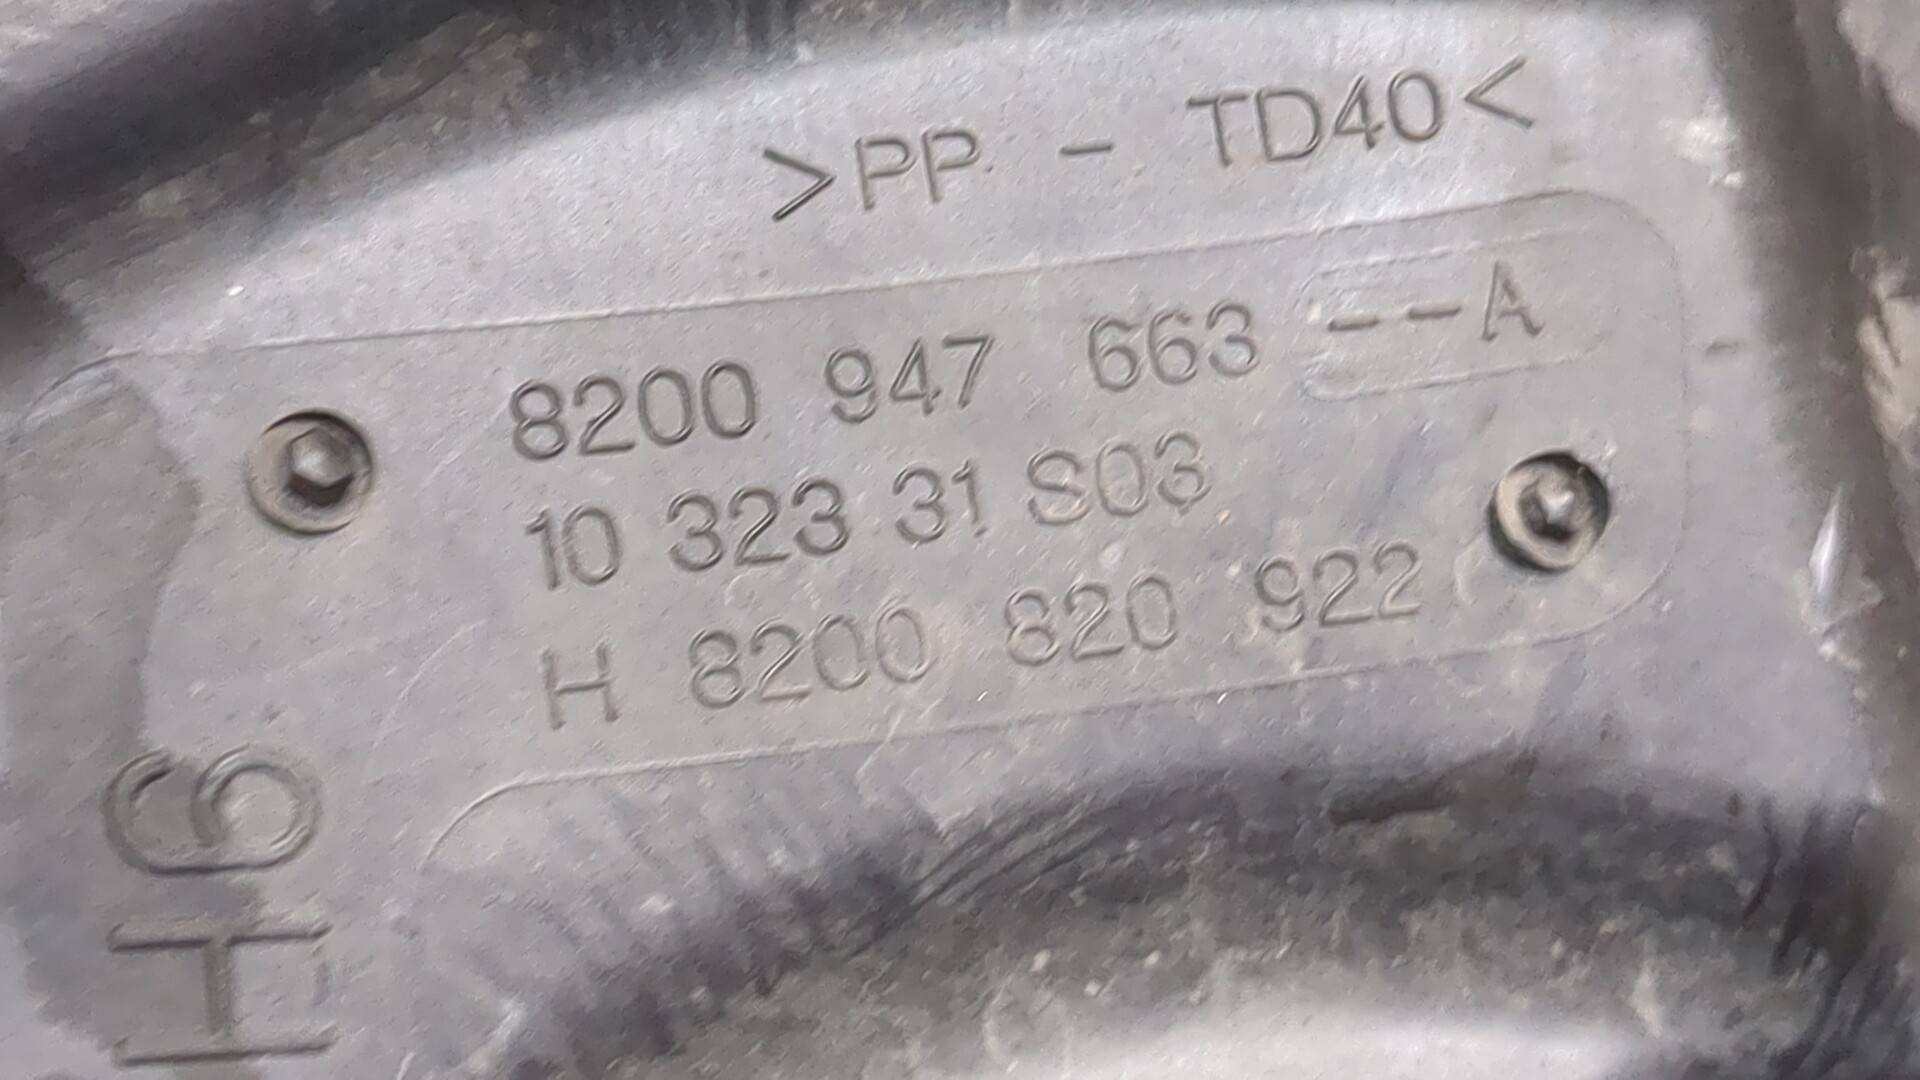 >PP - TD40<
8200 947 663 --A
10 323 31 S03
H 8200 820 922
H6